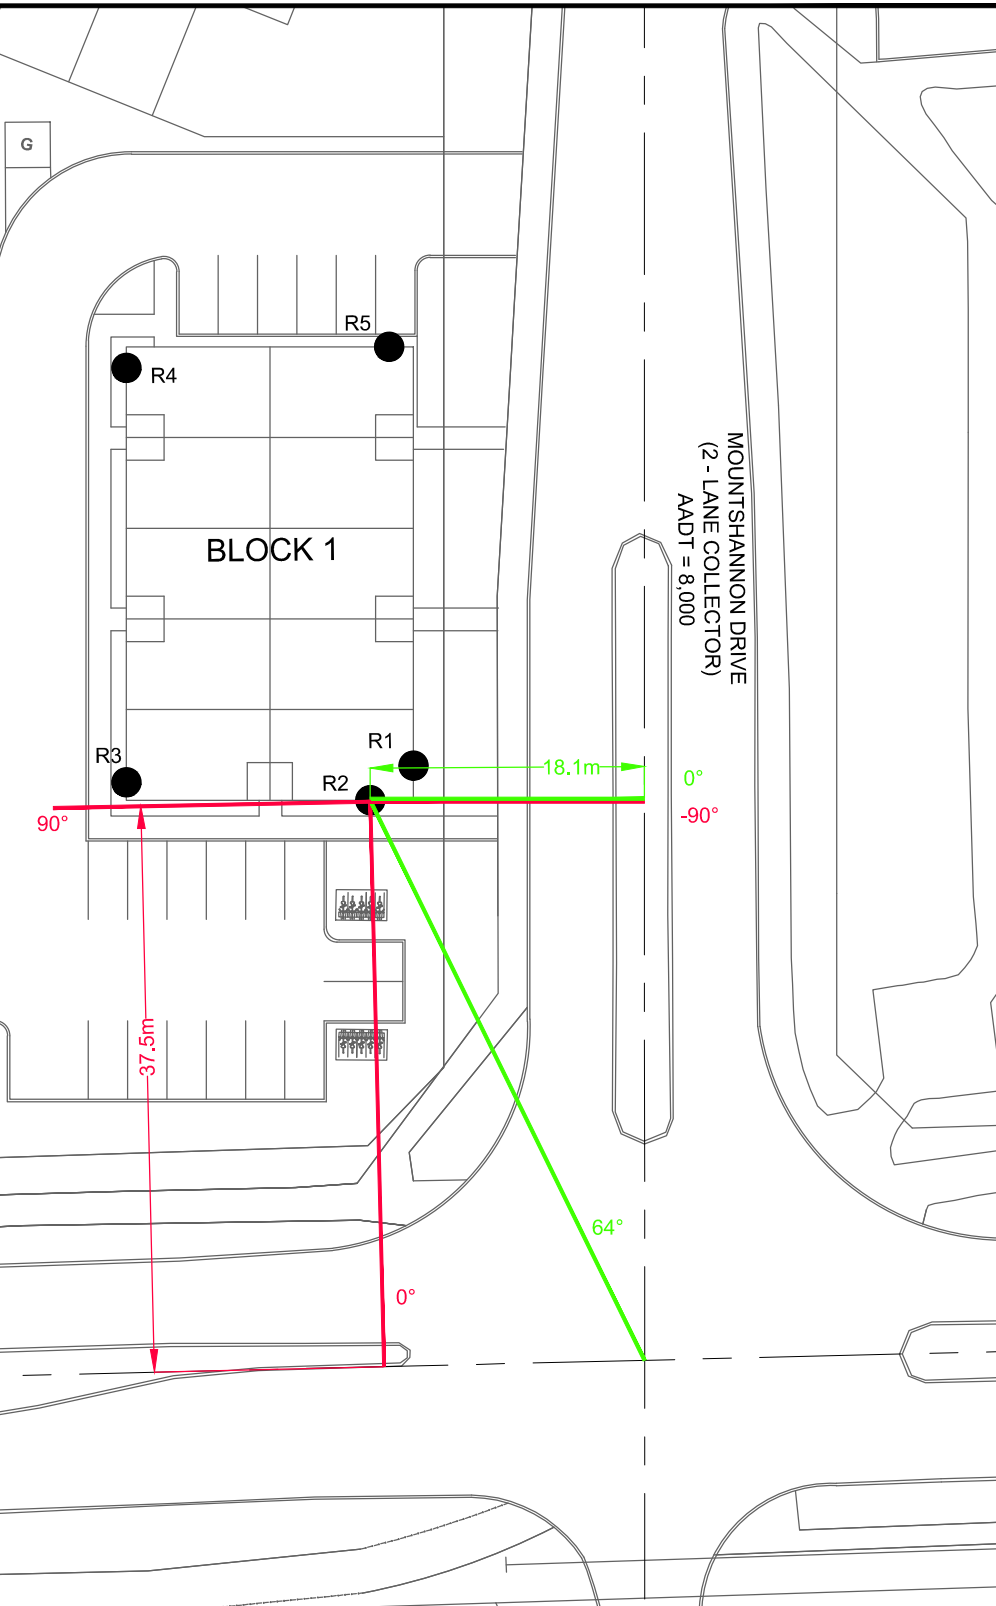 G
R5
R4
MOUNTSHANNON DRIVE
(2 - LANE COLLECTOR)
AADT = 8,000
BLOCK 1
R1
R3
R2
18.1m
0°
-90°
90°
37.5m
64°
0°